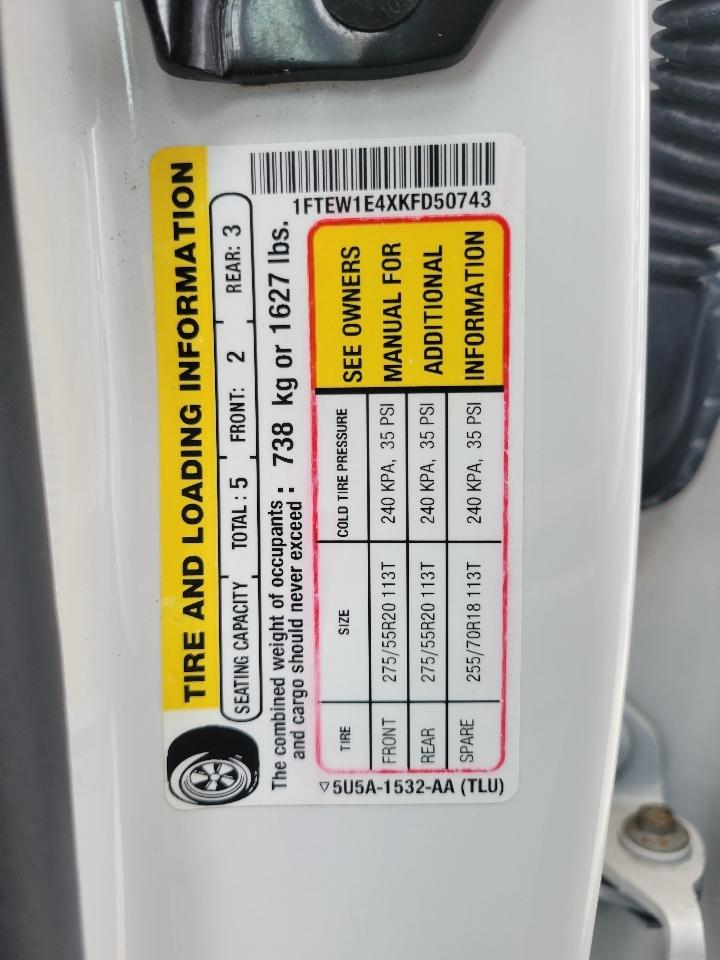 TIRE AND LOADING INFORMATION
SEATING CAPACITY TOTAL : 5 FRONT: 2 REAR: 3
The combined weight of occupants and cargo should never exceed : 738 kg or 1627 lbs.
1FTEW1E4XKFD50743
TIRE SIZE COLD TIRE PRESSURE
FRONT 275/55R20 113T 240 KPA, 35 PSI
REAR 275/55R20 113T 240 KPA, 35 PSI
SPARE 255/70R18 113T 240 KPA, 35 PSI
SEE OWNERS
MANUAL FOR
ADDITIONAL
INFORMATION
▽5U5A-1532-AA (TLU)